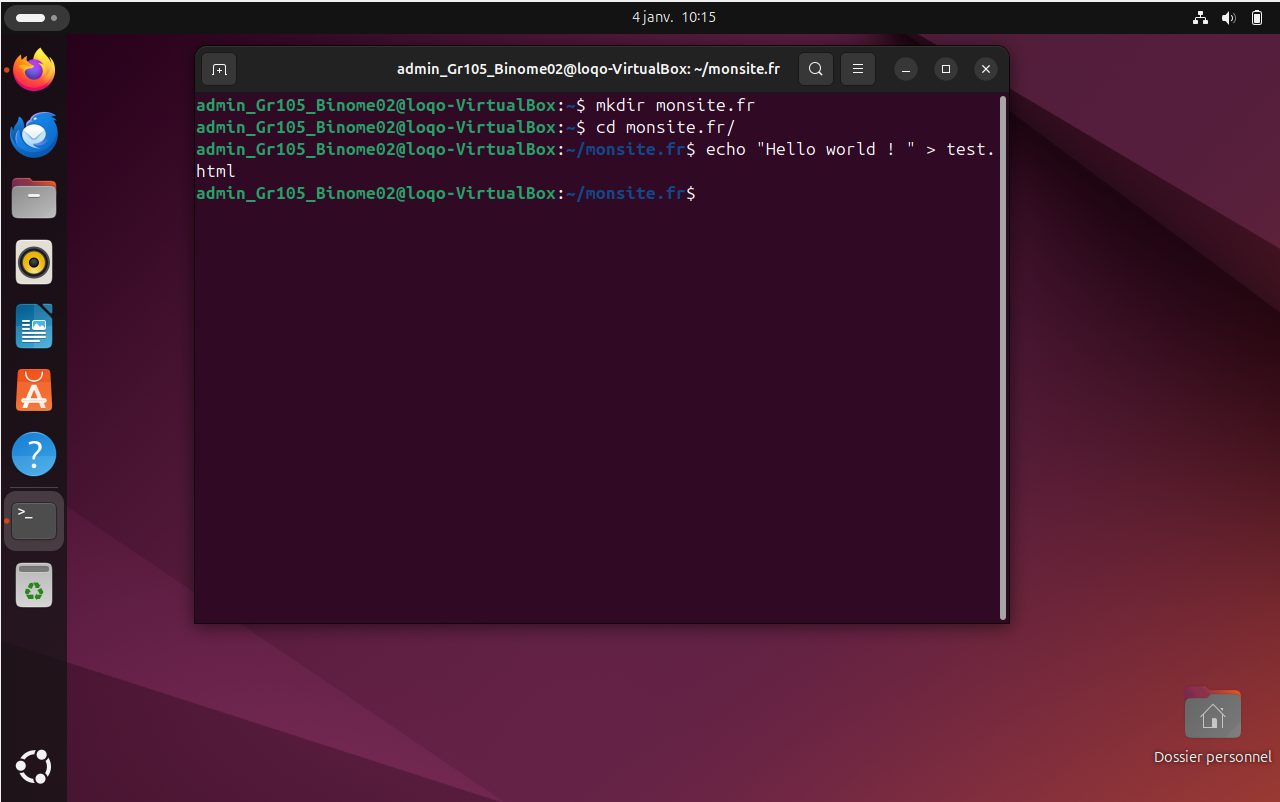 4 janv. 10:15
admin_Gr105_Binome02@loqo-VirtualBox: ~/monsite.fr
admin_Gr105_Binome02@loqo-VirtualBox:~$ mkdir monsite.fr
admin_Gr105_Binome02@loqo-VirtualBox:~$ cd monsite.fr/
admin_Gr105_Binome02@loqo-VirtualBox:~/monsite.fr$ echo "Hello world ! " > test.
html
admin_Gr105_Binome02@loqo-VirtualBox:~/monsite.fr$
Dossier personnel